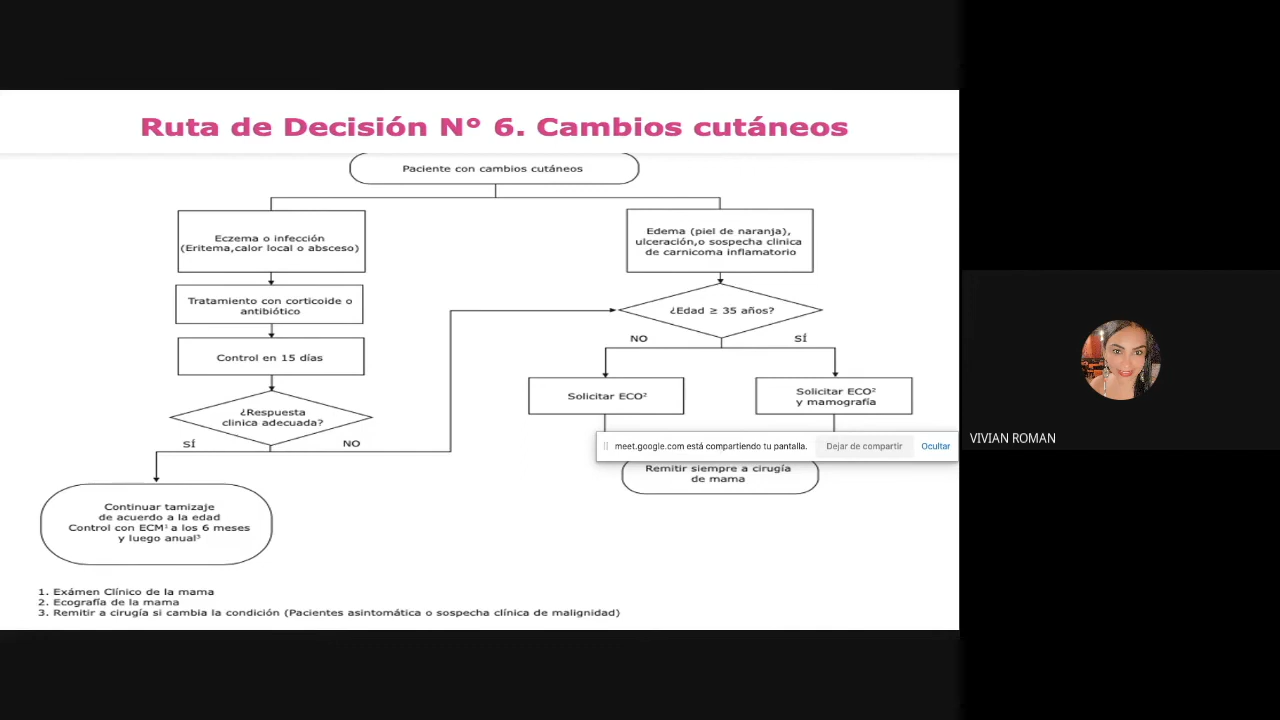 Ruta de Decisión Nº 6. Cambios cutáneos
Paciente con cambios cutáneos
Eczema o infección
(Eritema,calor local o absceso)
Tratamiento con corticoide o
antibiótico
Control en 15 días
¿Respuesta
clinica adecuada?
SÍ
NO
Continuar tamizaje
de acuerdo a la edad
Control con ECM¹ a los 6 meses
y luego anual³
Edema (piel de naranja),
ulceración,o sospecha clinica
de carnicoma inflamatorio
¿Edad ≥ 35 años?
NO
SÍ
Solicitar ECO²
Solicitar ECO²
y mamografía
meet.google.com está compartiendo tu pantalla.
Dejar de compartir
Ocultar
Remitir siempre a cirugía
de mama
1. Exámen Clínico de la mama
2. Ecografía de la mama
3. Remitir a cirugía si cambia la condición (Pacientes asintomática o sospecha clínica de malignidad)
VIVIAN ROMAN